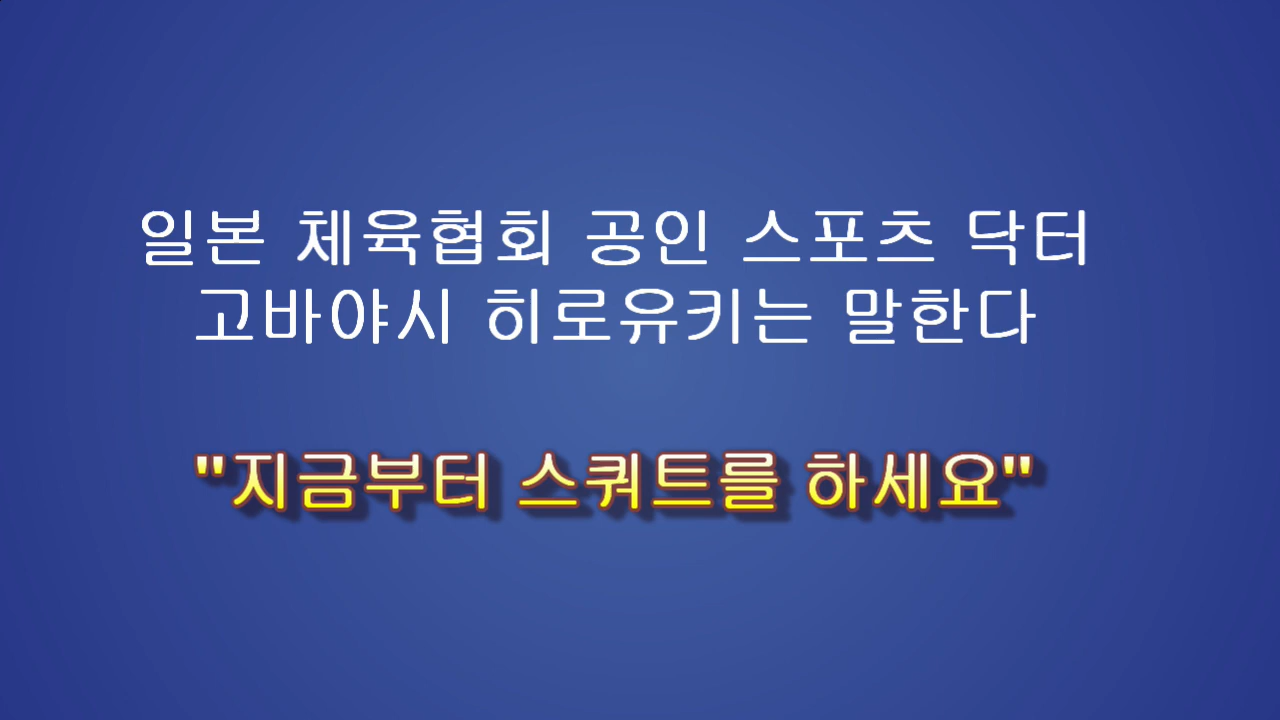 일본 체육협회 공인 스포츠 닥터
고바야시 히로유키는 말한다
"지금부터 스쿼트를 하세요"